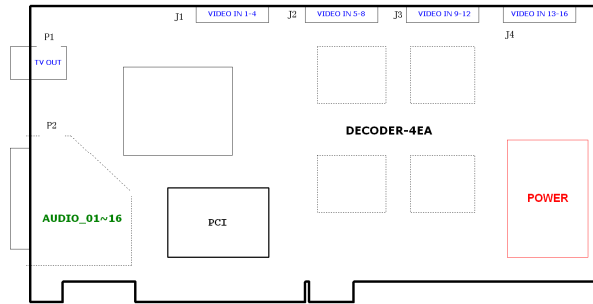 J1
VIDEO IN 1-4
J2
VIDEO IN 5-8
J3
VIDEO IN 9-12
VIDEO IN 13-16
J4
P1
TV OUT
P2
DECODER-4EA
AUDIO_01~16
PCI
POWER